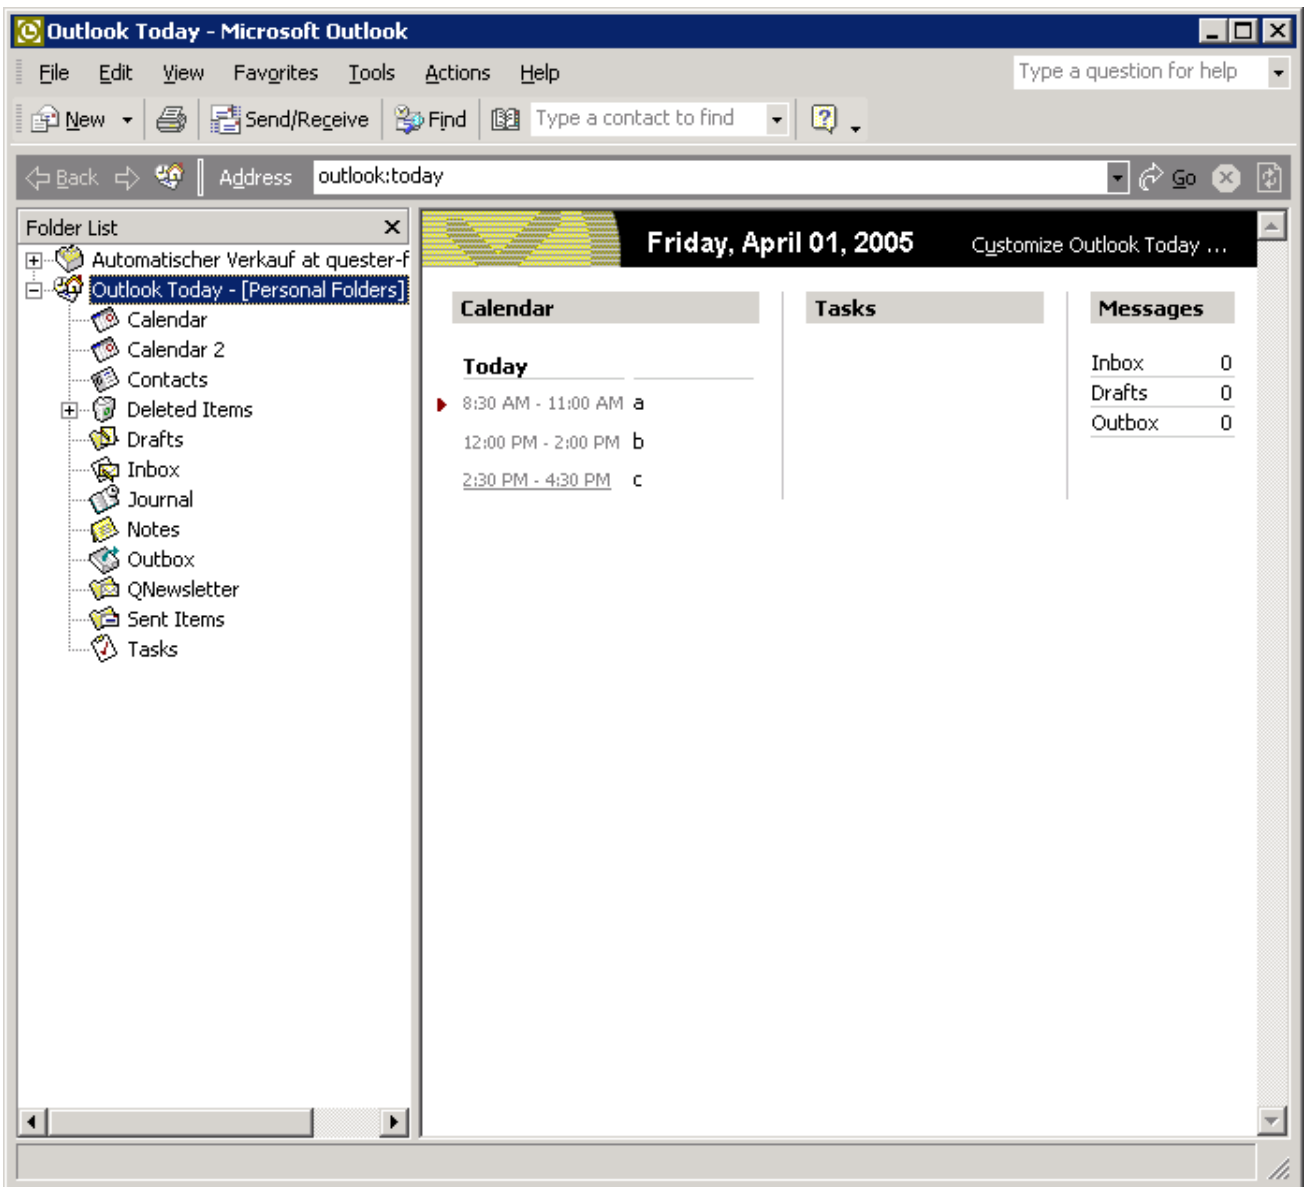 Outlook Today - Microsoft Outlook
File Edit View Favorites Tools Actions Help Type a question for help
New Send/Receive Find Type a contact to find
Back Address outlook:today Go
Folder List
Automatischer Verkauf at quester-f
Outlook Today - [Personal Folders]
Calendar
Calendar 2
Contacts
Deleted Items
Drafts
Inbox
Journal
Notes
Outbox
QNewsletter
Sent Items
Tasks
Friday, April 01, 2005 Customize Outlook Today ...
Calendar
Today
8:30 AM - 11:00 AM a
12:00 PM - 2:00 PM b
2:30 PM - 4:30 PM c
Tasks
Messages
Inbox 0
Drafts 0
Outbox 0